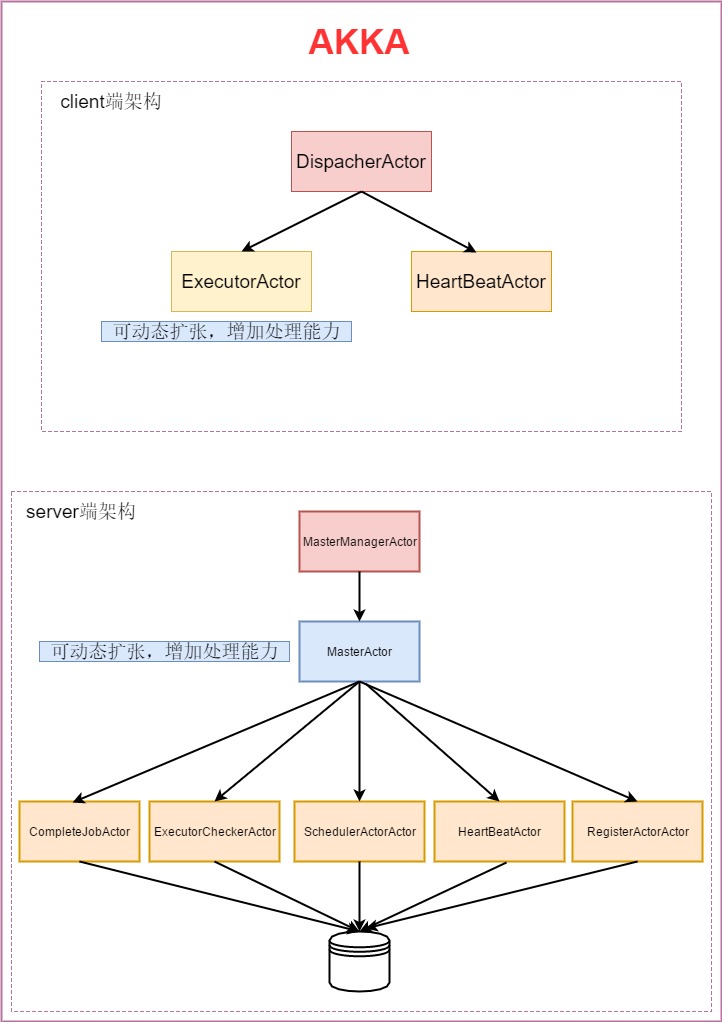 AKKA
client端架构
DispacherActor
ExecutorActor
HeartBeatActor
可动态扩张，增加处理能力
server端架构
MasterManagerActor
可动态扩张，增加处理能力
MasterActor
CompleteJobActor
ExecutorCheckerActor
SchedulerActorActor
HeartBeatActor
RegisterActorActor